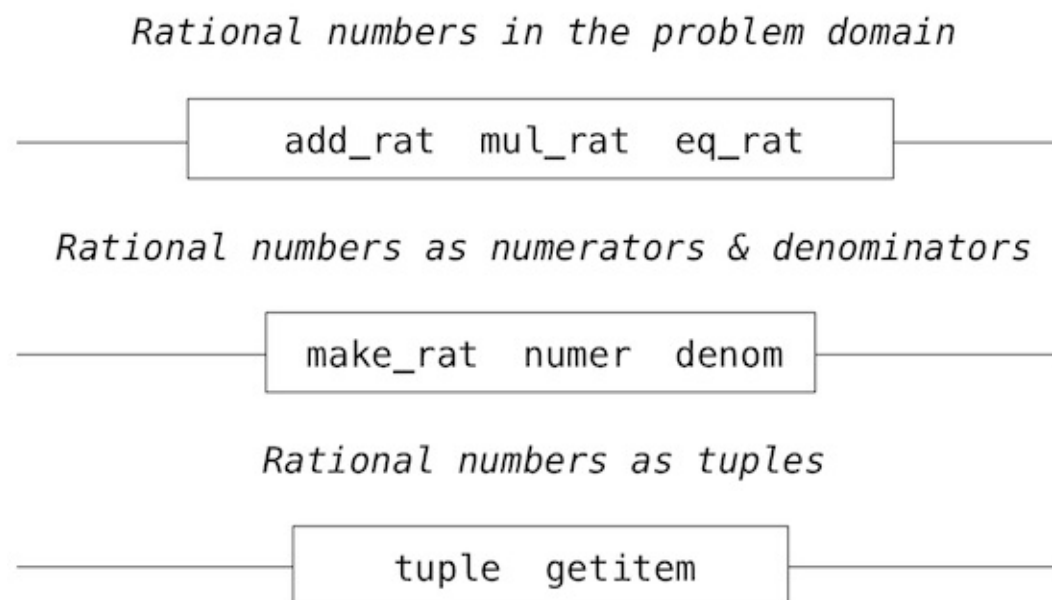 Rational numbers in the problem domain
add_rat mul_rat eq_rat
Rational numbers as numerators & denominators
make_rat numer denom
Rational numbers as tuples
tuple getitem